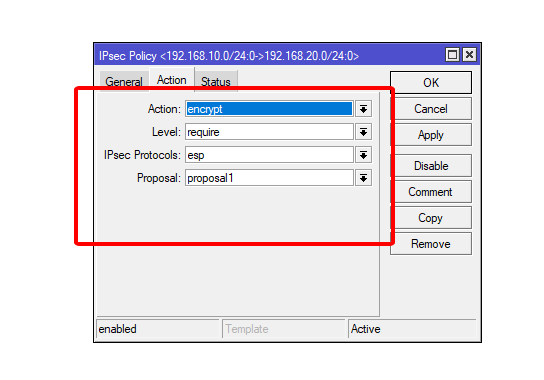 IPsec Policy <192.168.10.0/24:0->192.168.20.0/24:0>
General Action Status
Action: encrypt
Level: require
IPsec Protocols: esp
Proposal: proposal1
OK
Cancel
Apply
Disable
Comment
Copy
Remove
enabled Template Active